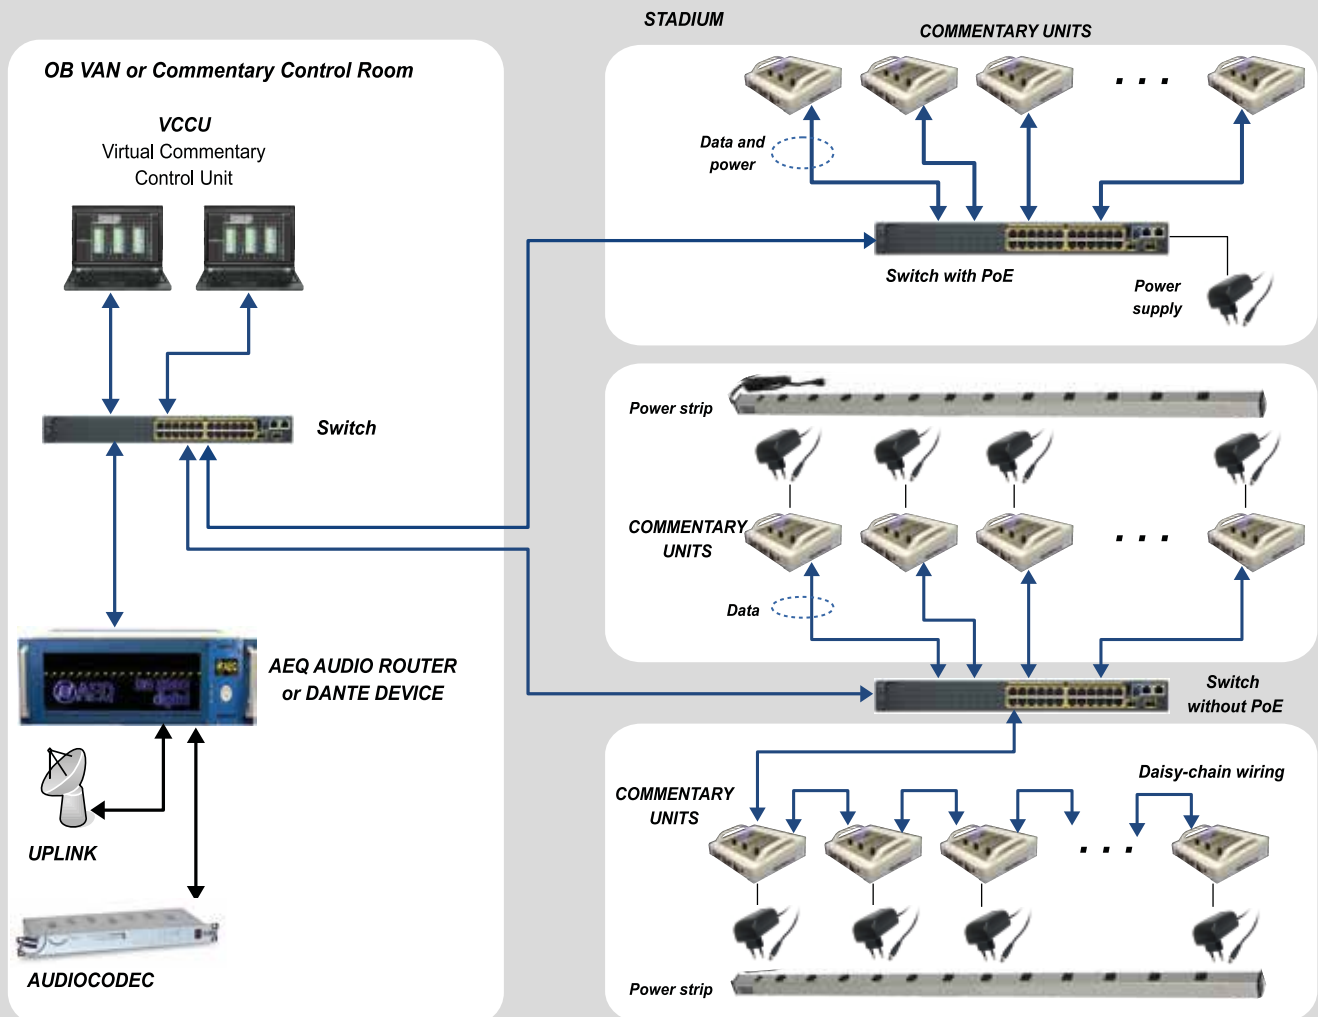 STADIUM
COMMENTARY UNITS
OB VAN or Commentary Control Room
VCCU
Virtual Commentary
Control Unit
Data and
power
Switch with PoE
Power
supply
Power strip
Switch
COMMENTARY
UNITS
Data
AEQ AUDIO ROUTER
or DANTE DEVICE
AEQ
Switch
without PoE
Daisy-chain wiring
COMMENTARY
UNITS
UPLINK
AUDIOCODEC
Power strip